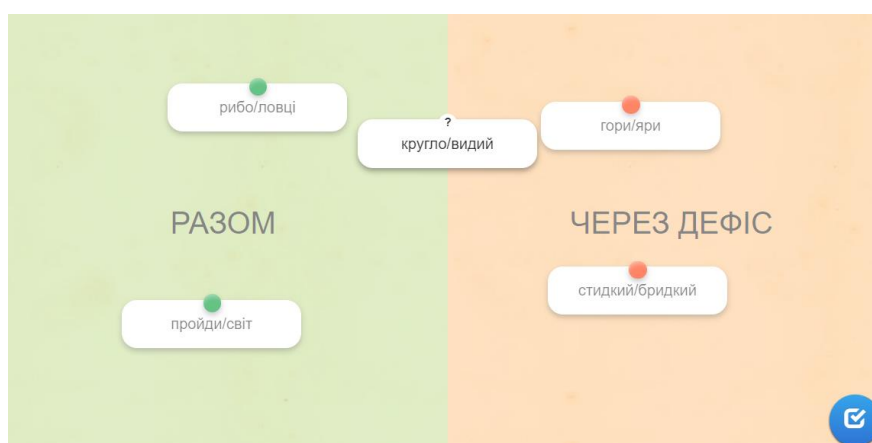 рибо/ловці
?
кругло/видий
гори/яри
РАЗОМ
ЧЕРЕЗ ДЕФІС
стидкий/бридкий
пройди/світ